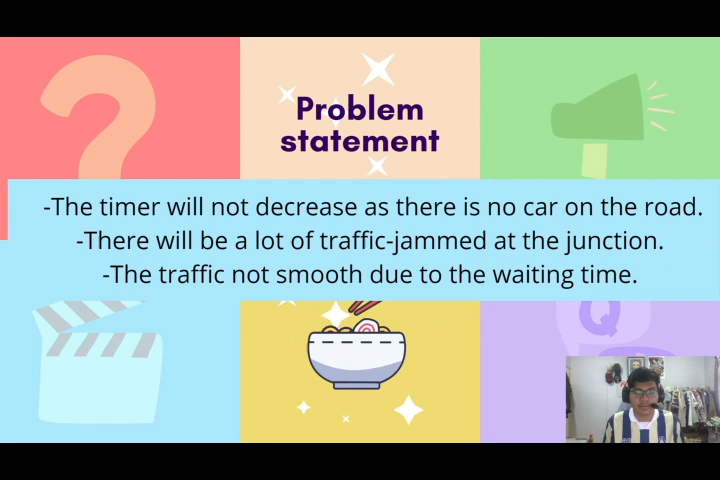 Problem
statement
-The timer will not decrease as there is no car on the road.
-There will be a lot of traffic-jammed at the junction.
-The traffic not smooth due to the waiting time.
Q